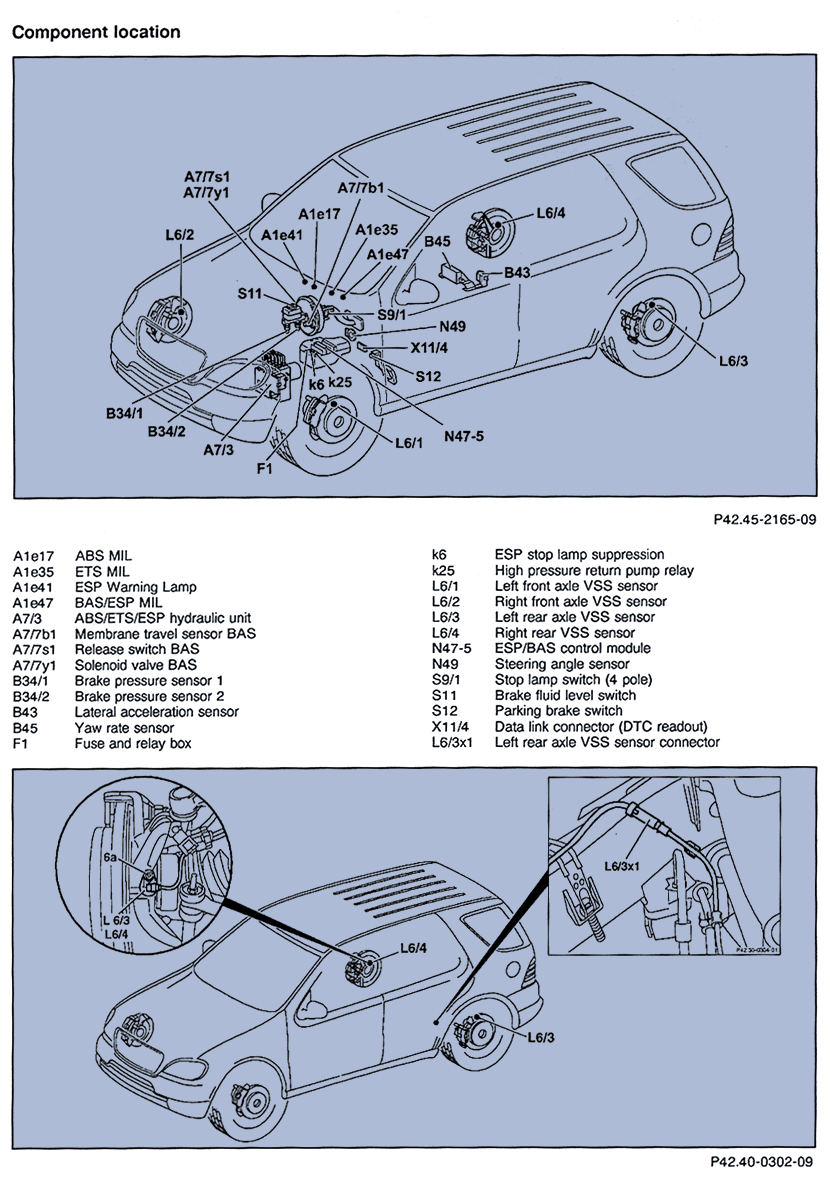 Component location
A7/7s1
A7/7y1
A7/7b1
A1e17
L6/2
A1e41
A1e35
L6/4
B45
A1e47
B43
S11
S9/1
N49
X11/4
L6/3
S12
k6 k25
B34/1
B34/2
L6/1
N47-5
A7/3
F1
P42.45-2165-09
A1e17 ABS MIL
A1e35 ETS MIL
A1e41 ESP Warning Lamp
A1e47 BAS/ESP MIL
A7/3 ABS/ETS/ESP hydraulic unit
A7/7b1 Membrane travel sensor BAS
A7/7s1 Release switch BAS
A7/7y1 Solenoid valve BAS
B34/1 Brake pressure sensor 1
B34/2 Brake pressure sensor 2
B43 Lateral acceleration sensor
B45 Yaw rate sensor
F1 Fuse and relay box
k6 ESP stop lamp suppression
k25 High pressure return pump relay
L6/1 Left front axle VSS sensor
L6/2 Right front axle VSS sensor
L6/3 Left rear axle VSS sensor
L6/4 Right rear VSS sensor
N47-5 ESP/BAS control module
N49 Steering angle sensor
S9/1 Stop lamp switch (4 pole)
S11 Brake fluid level switch
S12 Parking brake switch
X11/4 Data link connector (DTC readout)
L6/3x1 Left rear axle VSS sensor connector
6a
L 6/3
L6/4
L6/3x1
P42.30-0304-01
L6/4
L6/3
P42.40-0302-09